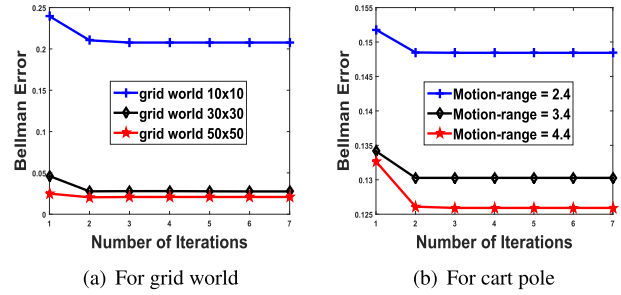 0.25
0.2
0.15
0.1
0.05
0
Bellman Error
grid world 10x10
grid world 30x30
grid world 50x50
1 2 3 4 5 6 7
Number of Iterations
(a) For grid world
0.155
0.15
0.145
0.14
0.135
0.13
0.125
Bellman Error
Motion-range = 2.4
Motion-range = 3.4
Motion-range = 4.4
1 2 3 4 5 6 7
Number of Iterations
(b) For cart pole